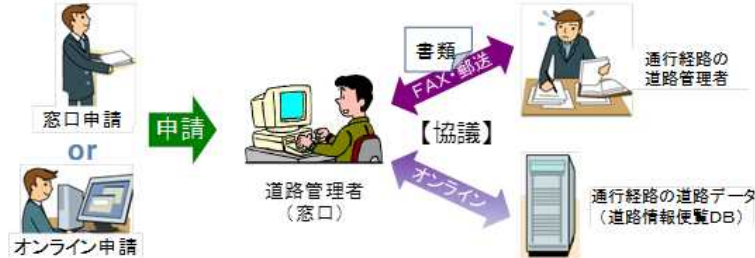 窓口申請
or
オンライン申請
申請
道路管理者
（窓口）
書類
FAX・郵送
【協議】
オンライン
通行経路の
道路管理者
通行経路の道路データ
（道路情報便覧DB）